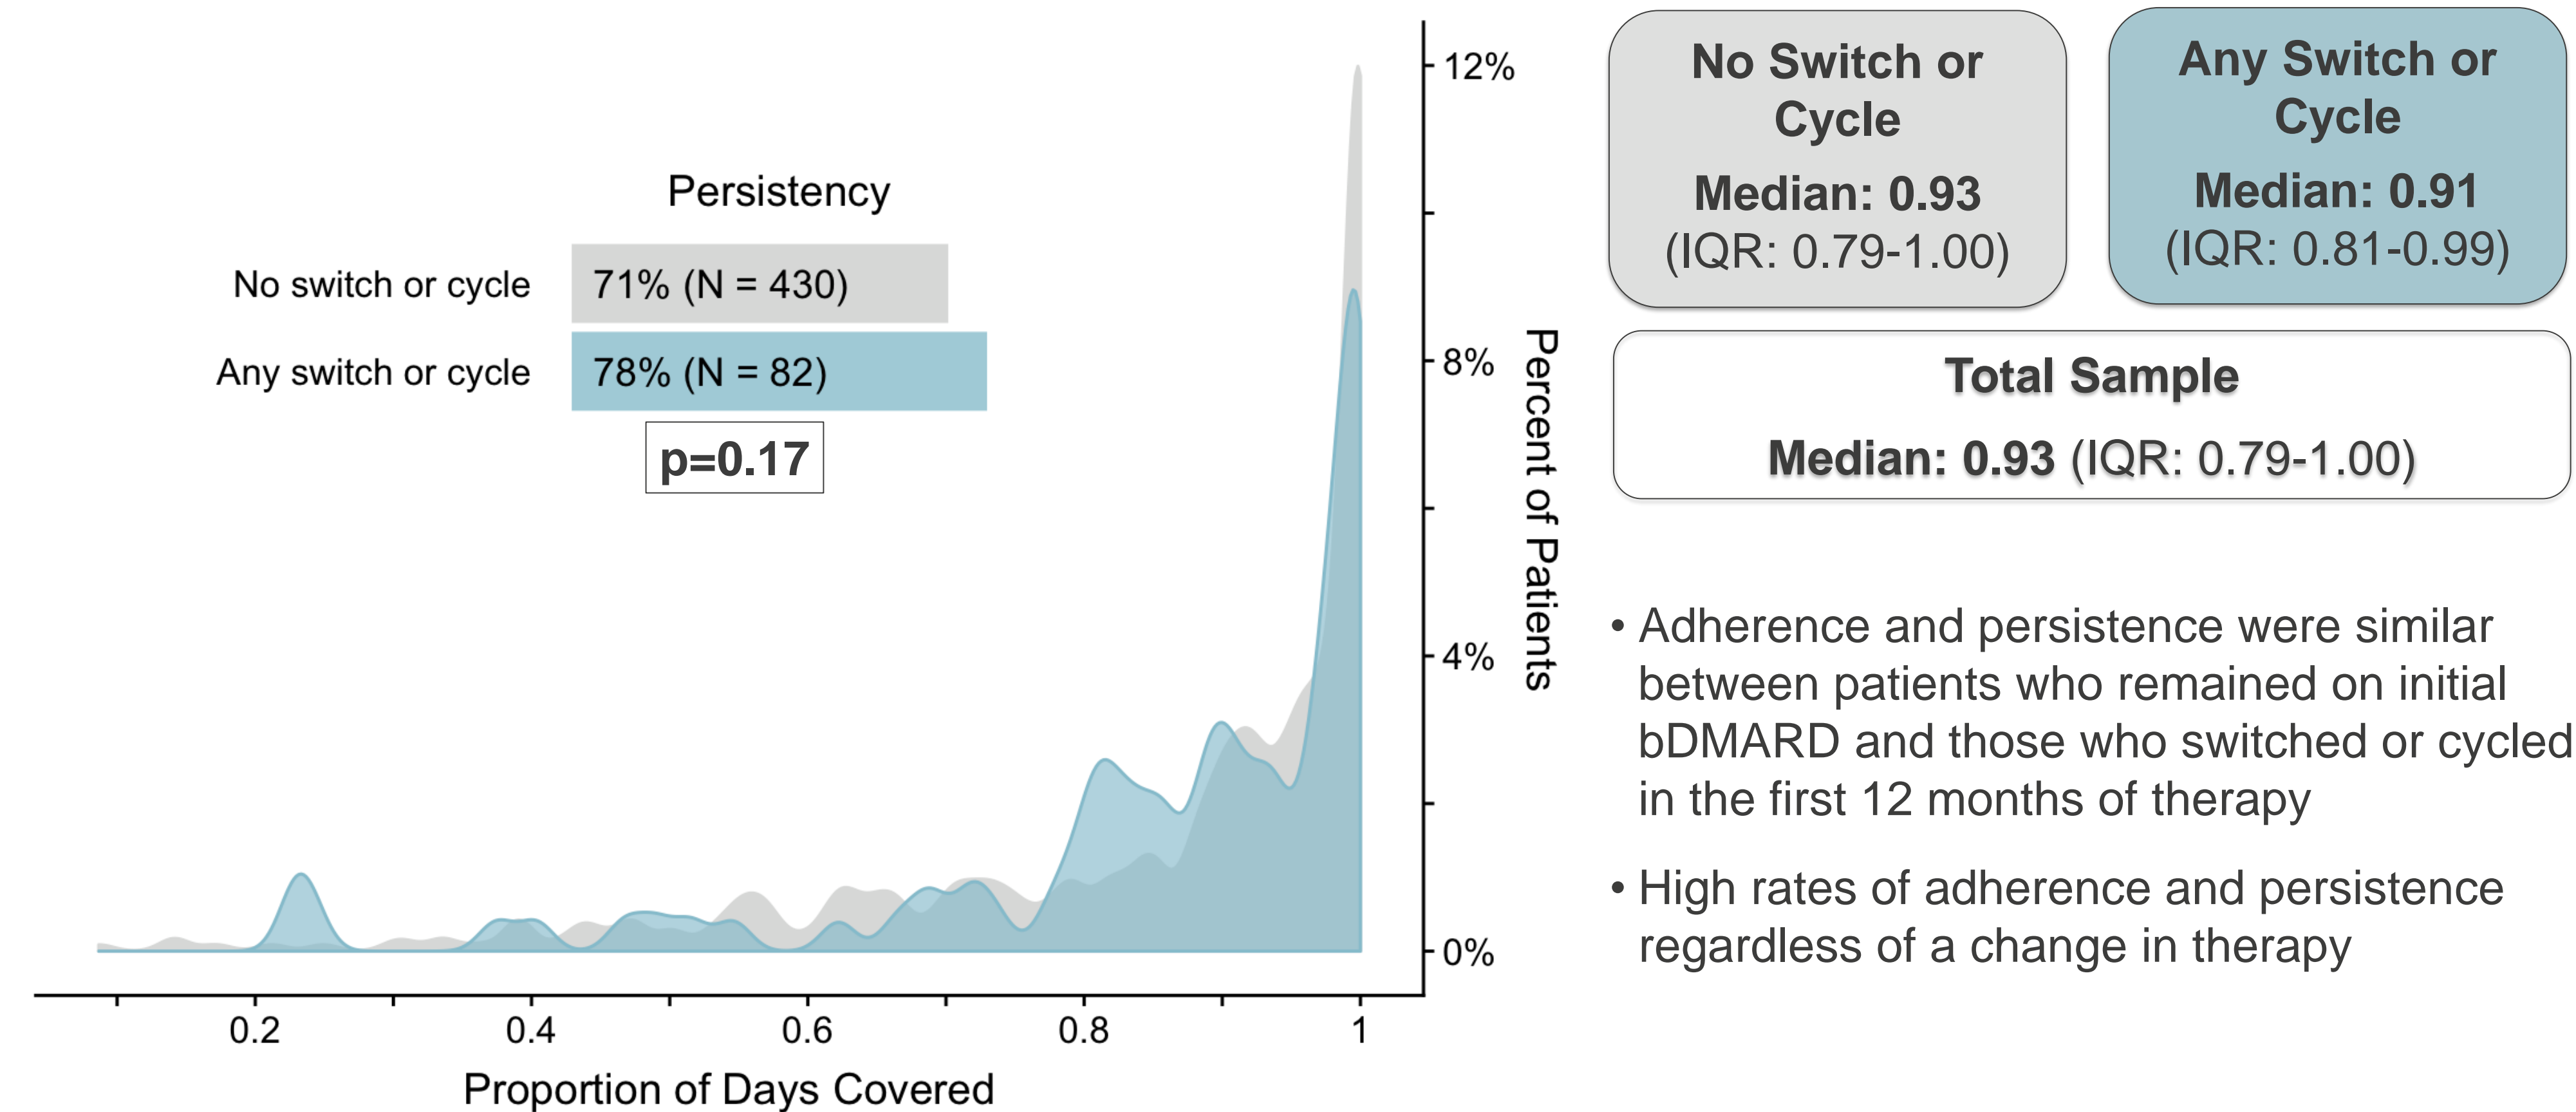 Persistency
No switch or cycle
71% (N = 430)
Any switch or cycle
78% (N = 82)
p=0.17
12%
8%
4%
0%
Percent of Patients
0.2
0.4
0.6
0.8
1
Proportion of Days Covered
No Switch or
Cycle
Median: 0.93
(IQR: 0.79-1.00)
Any Switch or
Cycle
Median: 0.91
(IQR: 0.81-0.99)
Total Sample
Median: 0.93 (IQR: 0.79-1.00)
• Adherence and persistence were similar
between patients who remained on initial
bDMARD and those who switched or cycled
in the first 12 months of therapy
• High rates of adherence and persistence
regardless of a change in therapy